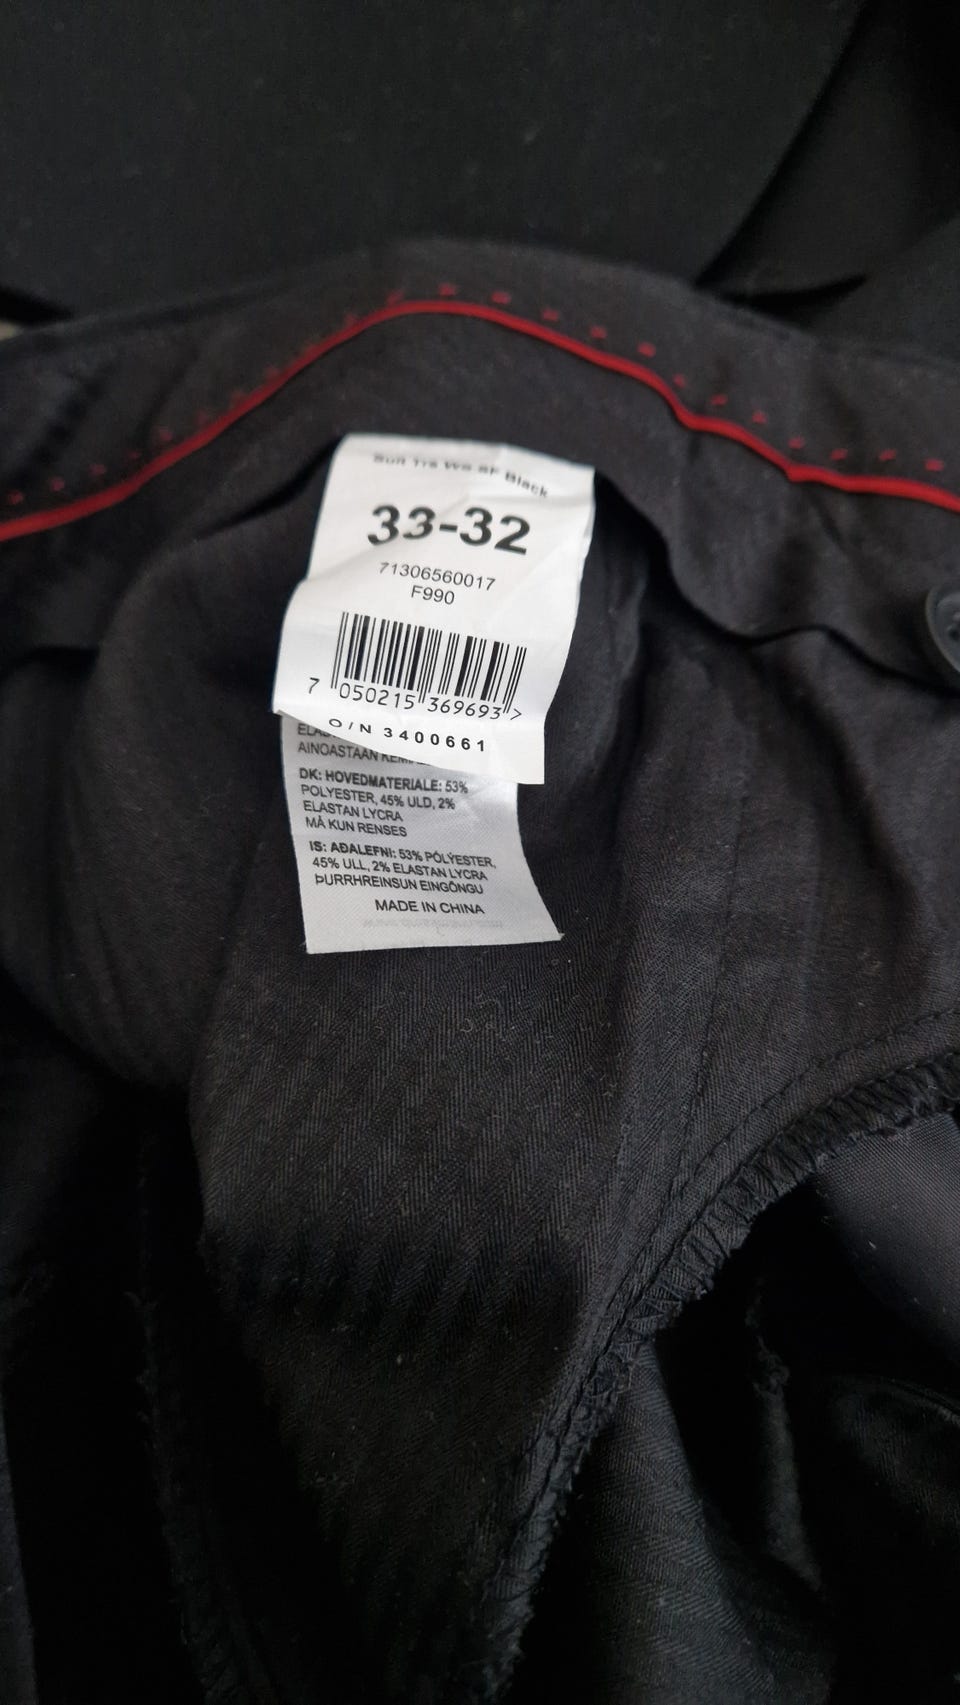 Black
33-32
71306560017
F990
7 050215 369693 >
O/N 3400661
AINOASTAAN
DK: HOVEDMATERIALE: 53%
POLYESTER, 45% ULD, 2%
ELASTAN LYCRA
MÅ KUN RENSES
IS: AÐALEFNI: 53% PÓLÝESTER,
45% ULL, 2% ELASTAN LYCRA
ÞURRHREINSUN EINGÖNGU
MADE IN CHINA